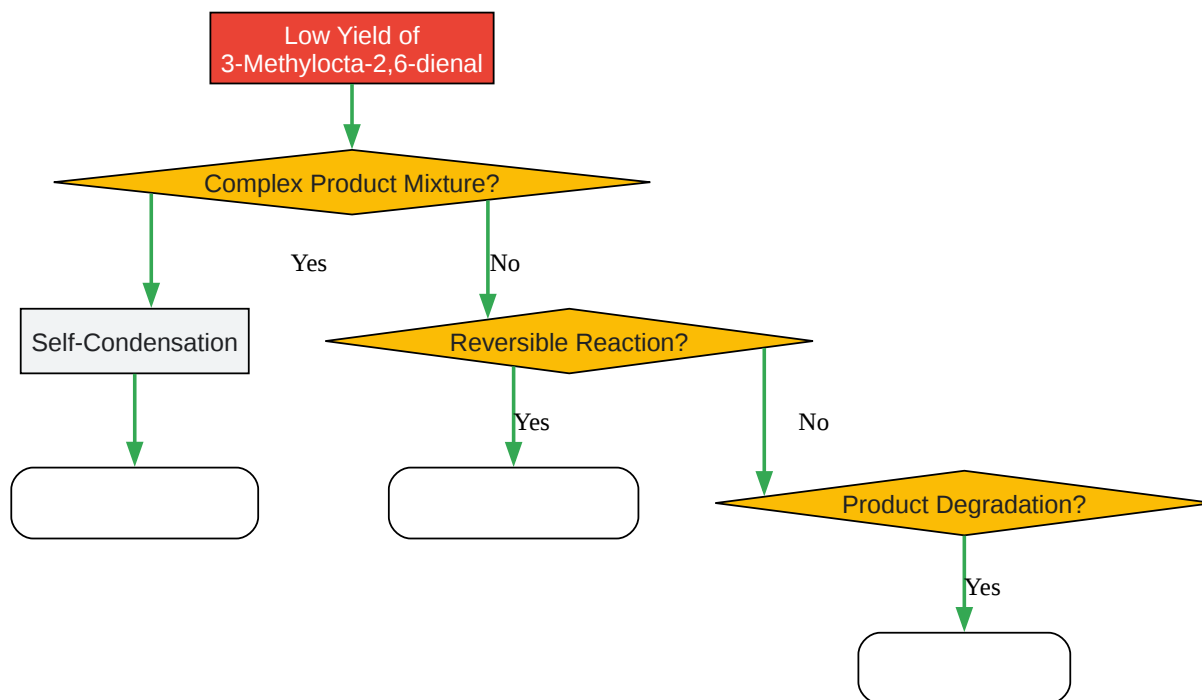 Low Yield of
3-Methylocta-2,6-dienal
Complex Product Mixture?
Yes
No
Self-Condensation
Reversible Reaction?
Yes
No
Product Degradation?
Yes